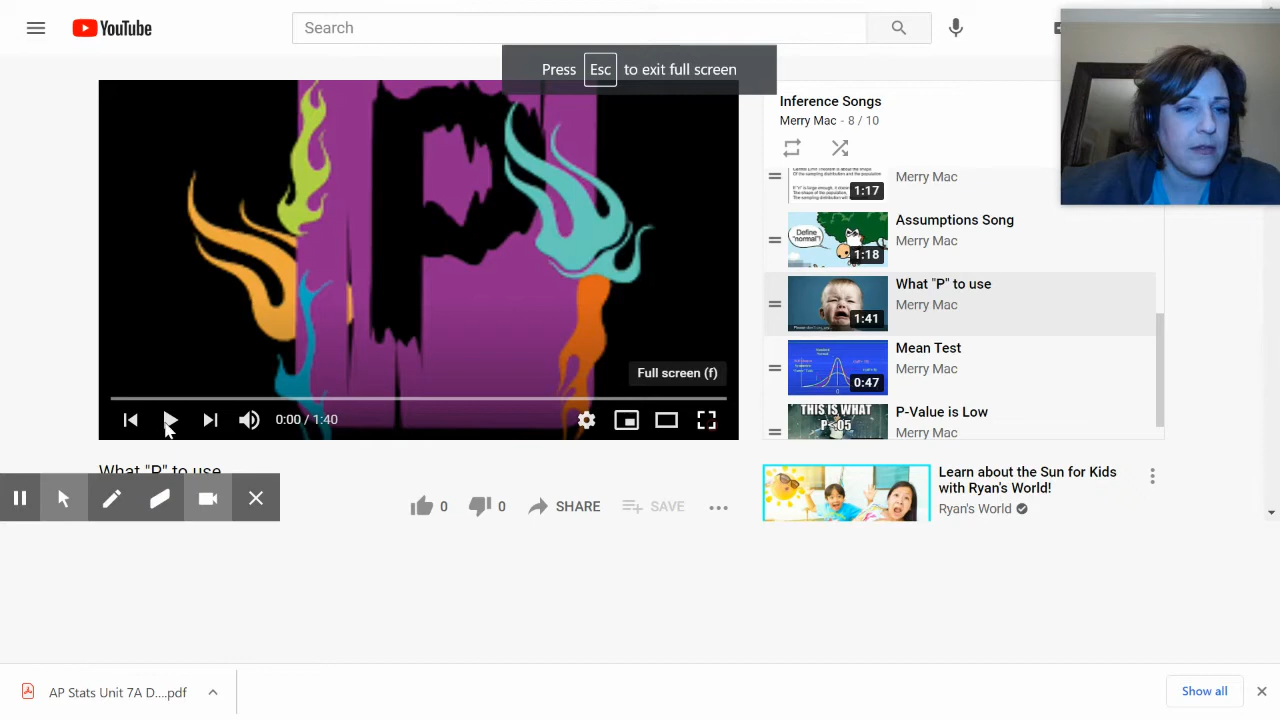 YouTube
Search
Press Esc to exit full screen
Inference Songs
Merry Mac - 8 / 10
Merry Mac
1:17
Assumptions Song
Merry Mac
Define
"normal"!
1:18
What "P" to use
Merry Mac
1:41
Mean Test
Merry Mac
0:47
P-Value is Low
Merry Mac
THIS IS WHAT
P
Full screen (f)
0:00 / 1:40
What "P" to use
0
0
SHARE
SAVE
Learn about the Sun for Kids
with Ryan's World!
Ryan's World
AP Stats Unit 7A D....pdf
Show all